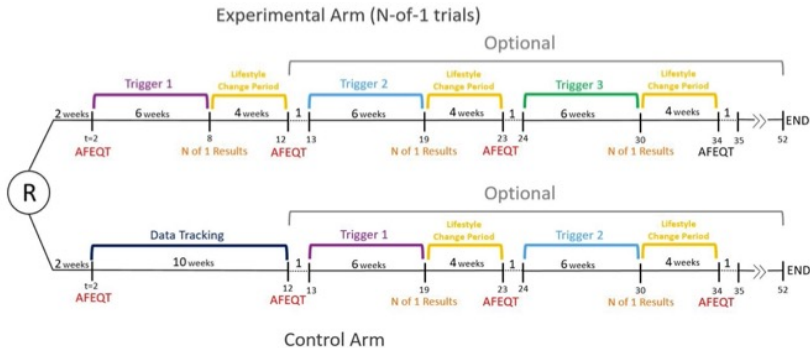 Experimental Arm (N-of-1 trials)
Optional
Trigger 1
Lifestyle
Change Period
Trigger 2
Lifestyle
Change Period
Trigger 3
Lifestyle
Change Period
2 weeks
6 weeks
4 weeks
1
6 weeks
4 weeks
1
6 weeks
4 weeks
1
END
t=2
8
12
13
19
23
24
30
34
35
52
AFEQT
N of 1 Results
AFEQT
N of 1 Results
AFEQT
N of 1 Results
AFEQT
R
Optional
Data Tracking
Trigger 1
Lifestyle
Change Period
Trigger 2
Lifestyle
Change Period
2 weeks
10 weeks
1
6 weeks
4 weeks
1
6 weeks
4 weeks
1
END
t=2
12
13
19
23
24
30
34
35
52
AFEQT
AFEQT
N of 1 Results
AFEQT
N of 1 Results
AFEQT
Control Arm